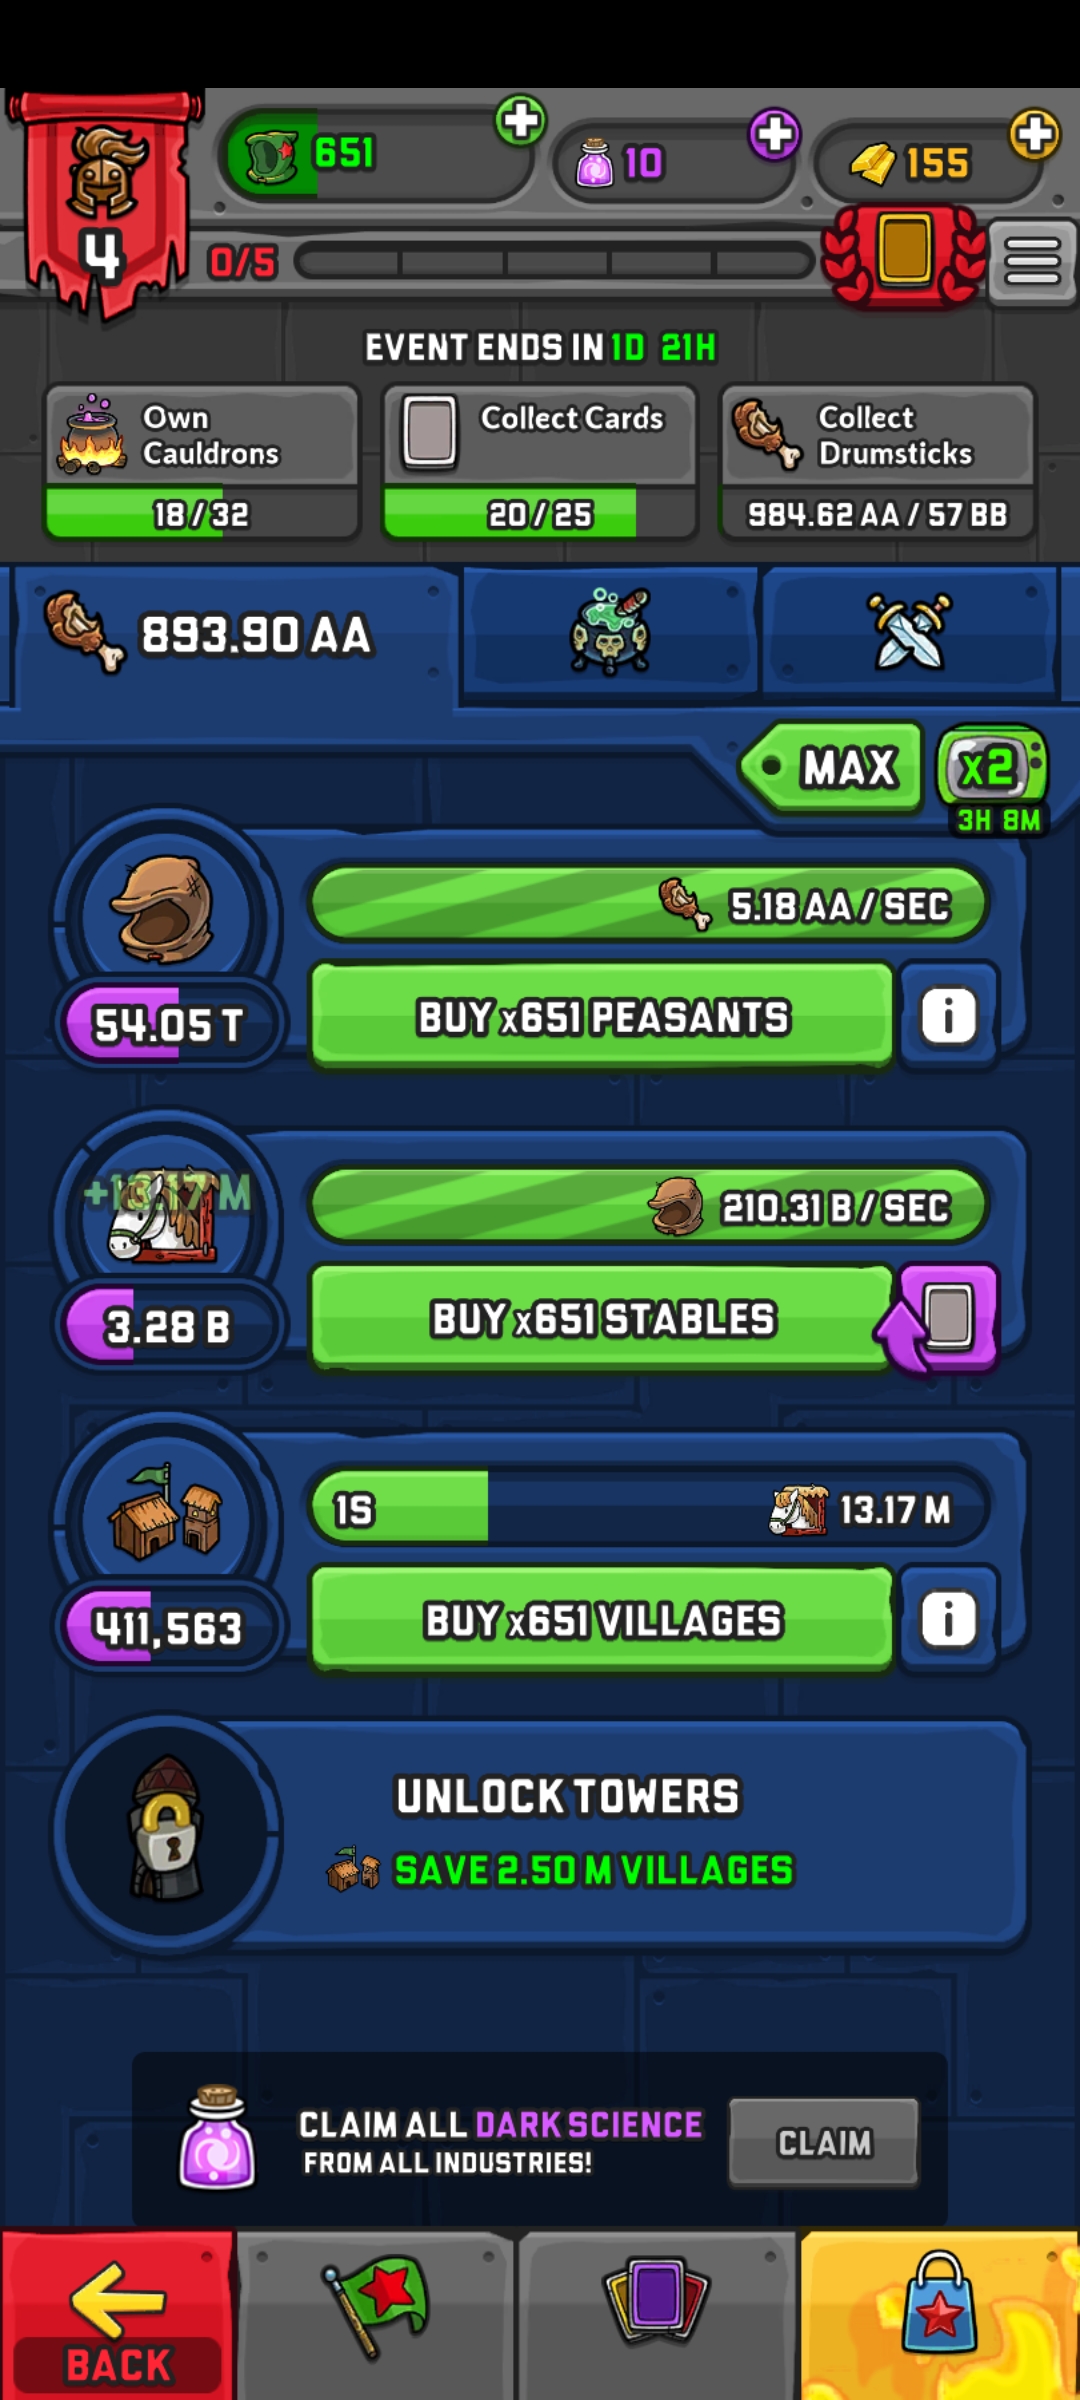 4
651
10
155
0/5
EVENT ENDS IN 1D 21H
Own
Cauldrons
18/32
Collect Cards
20/25
Collect
Drumsticks
984.62 AA / 57 BB
893.90 AA
MAX
x2
3H 8M
5.18 AA / SEC
54.05 T
BUY x651 PEASANTS
i
+13.17 M
210.31 B / SEC
3.28 B
BUY x651 STABLES
1S
13.17 M
411,563
BUY x651 VILLAGES
i
UNLOCK TOWERS
SAVE 2.50 M VILLAGES
CLAIM ALL DARK SCIENCE
FROM ALL INDUSTRIES!
CLAIM
BACK